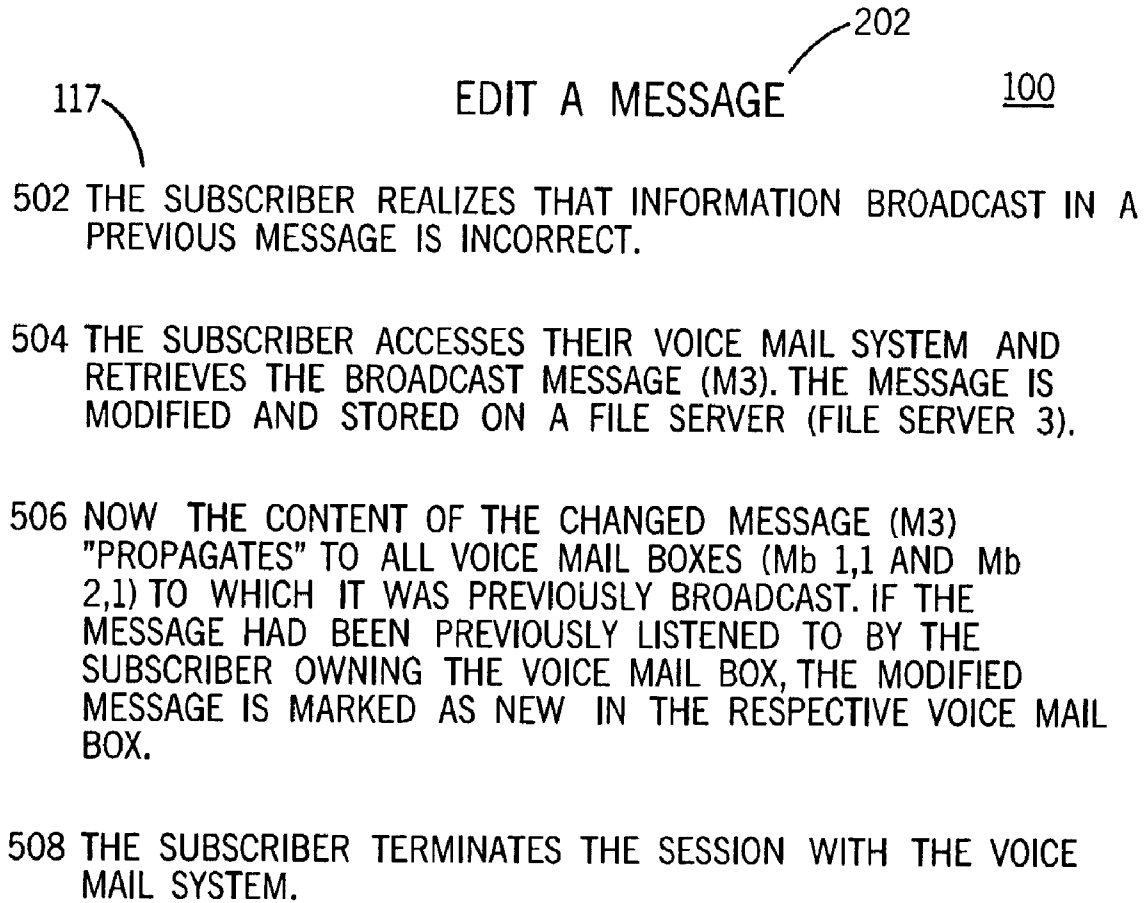 202
117
EDIT A MESSAGE
100
502 THE SUBSCRIBER REALIZES THAT INFORMATION BROADCAST IN A
PREVIOUS MESSAGE IS INCORRECT.
504 THE SUBSCRIBER ACCESSES THEIR VOICE MAIL SYSTEM AND
RETRIEVES THE BROADCAST MESSAGE (M3). THE MESSAGE IS
MODIFIED AND STORED ON A FILE SERVER (FILE SERVER 3).
506 NOW THE CONTENT OF THE CHANGED MESSAGE (M3)
"PROPAGATES" TO ALL VOICE MAIL BOXES (Mb 1,1 AND Mb
2,1) TO WHICH IT WAS PREVIOUSLY BROADCAST. IF THE
MESSAGE HAD BEEN PREVIOUSLY LISTENED TO BY THE
SUBSCRIBER OWNING THE VOICE MAIL BOX, THE MODIFIED
MESSAGE IS MARKED AS NEW IN THE RESPECTIVE VOICE MAIL
BOX.
508 THE SUBSCRIBER TERMINATES THE SESSION WITH THE VOICE
MAIL SYSTEM.